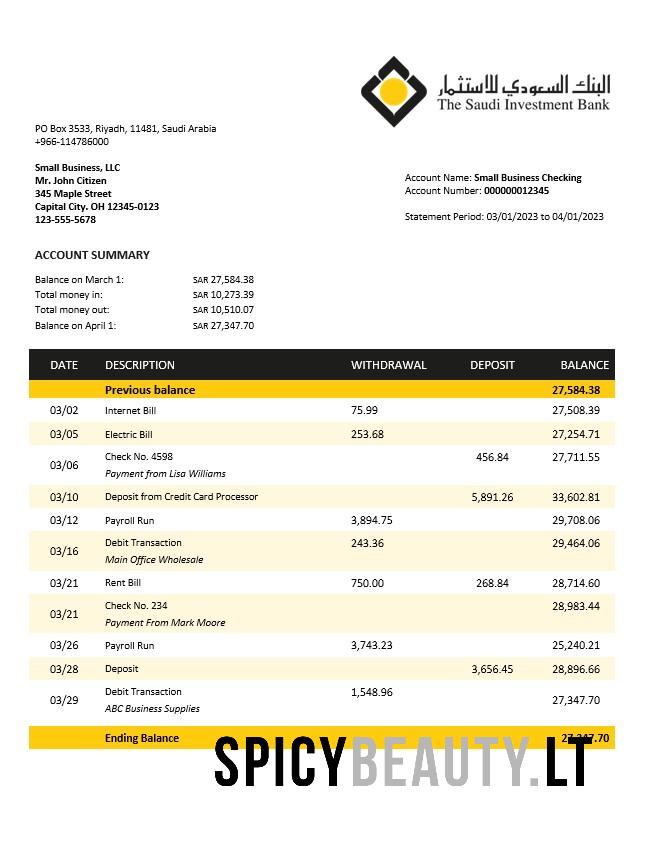 البنك السعودي للاستثمار
The Saudi Investment Bank
PO Box 3533, Riyadh, 11481, Saudi Arabia
+966-114786000
Small Business, LLC
Mr. John Citizen
345 Maple Street
Capital City. OH 12345-0123
123-555-5678
Account Name: Small Business Checking
Account Number: 000000012345
Statement Period: 03/01/2023 to 04/01/2023
ACCOUNT SUMMARY
Balance on March 1: SAR 27,584.38
Total money in: SAR 10,273.39
Total money out: SAR 10,510.07
Balance on April 1: SAR 27,347.70
DATE DESCRIPTION WITHDRAWAL DEPOSIT BALANCE
Previous balance 27,584.38
03/02 Internet Bill 75.99 27,508.39
03/05 Electric Bill 253.68 27,254.71
03/06 Check No. 4598 456.84 27,711.55
Payment from Lisa Williams
03/10 Deposit from Credit Card Processor 5,891.26 33,602.81
03/12 Payroll Run 3,894.75 29,708.06
03/16 Debit Transaction 243.36 29,464.06
Main Office Wholesale
03/21 Rent Bill 750.00 268.84 28,714.60
03/21 Check No. 234 28,983.44
Payment From Mark Moore
03/26 Payroll Run 3,743.23 25,240.21
03/28 Deposit 3,656.45 28,896.66
03/29 Debit Transaction 1,548.96 27,347.70
ABC Business Supplies
Ending Balance 27,347.70
SPICYBEAUTY.LT